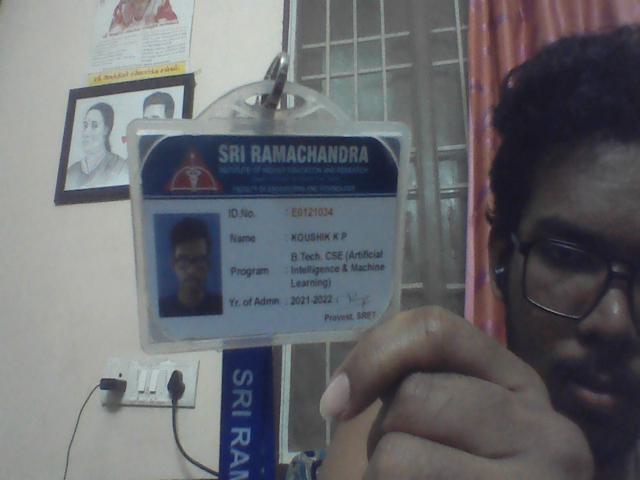 SRI RAMACHANDRA
INSTITUTE OF HIGHER EDUCATION AND RESEARCH
FACULTY OF ENGINEERING AND TECHNOLOGY
ID.No. : E0121034
Name : KOUSHIK K P
Program : B.Tech. CSE (Artificial
Intelligence & Machine
Learning)
Yr. of Admn. : 2021-2022
Provost, SRET
SRI RAM